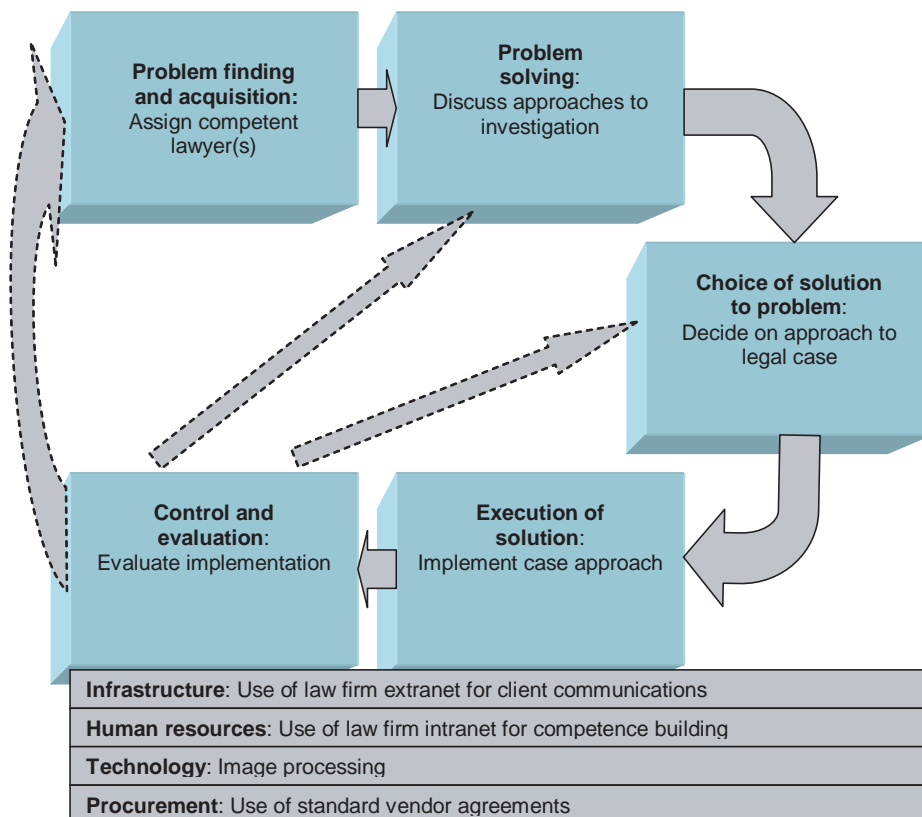 Problem finding
and acquisition:
Assign competent
lawyer(s)
Problem
solving:
Discuss approaches to
investigation
Choice of solution
to problem:
Decide on approach to
legal case
Control and
evaluation:
Evaluate implementation
Execution of
solution:
Implement case approach
Infrastructure: Use of law firm extranet for client communications
Human resources: Use of law firm intranet for competence building
Technology: Image processing
Procurement: Use of standard vendor agreements